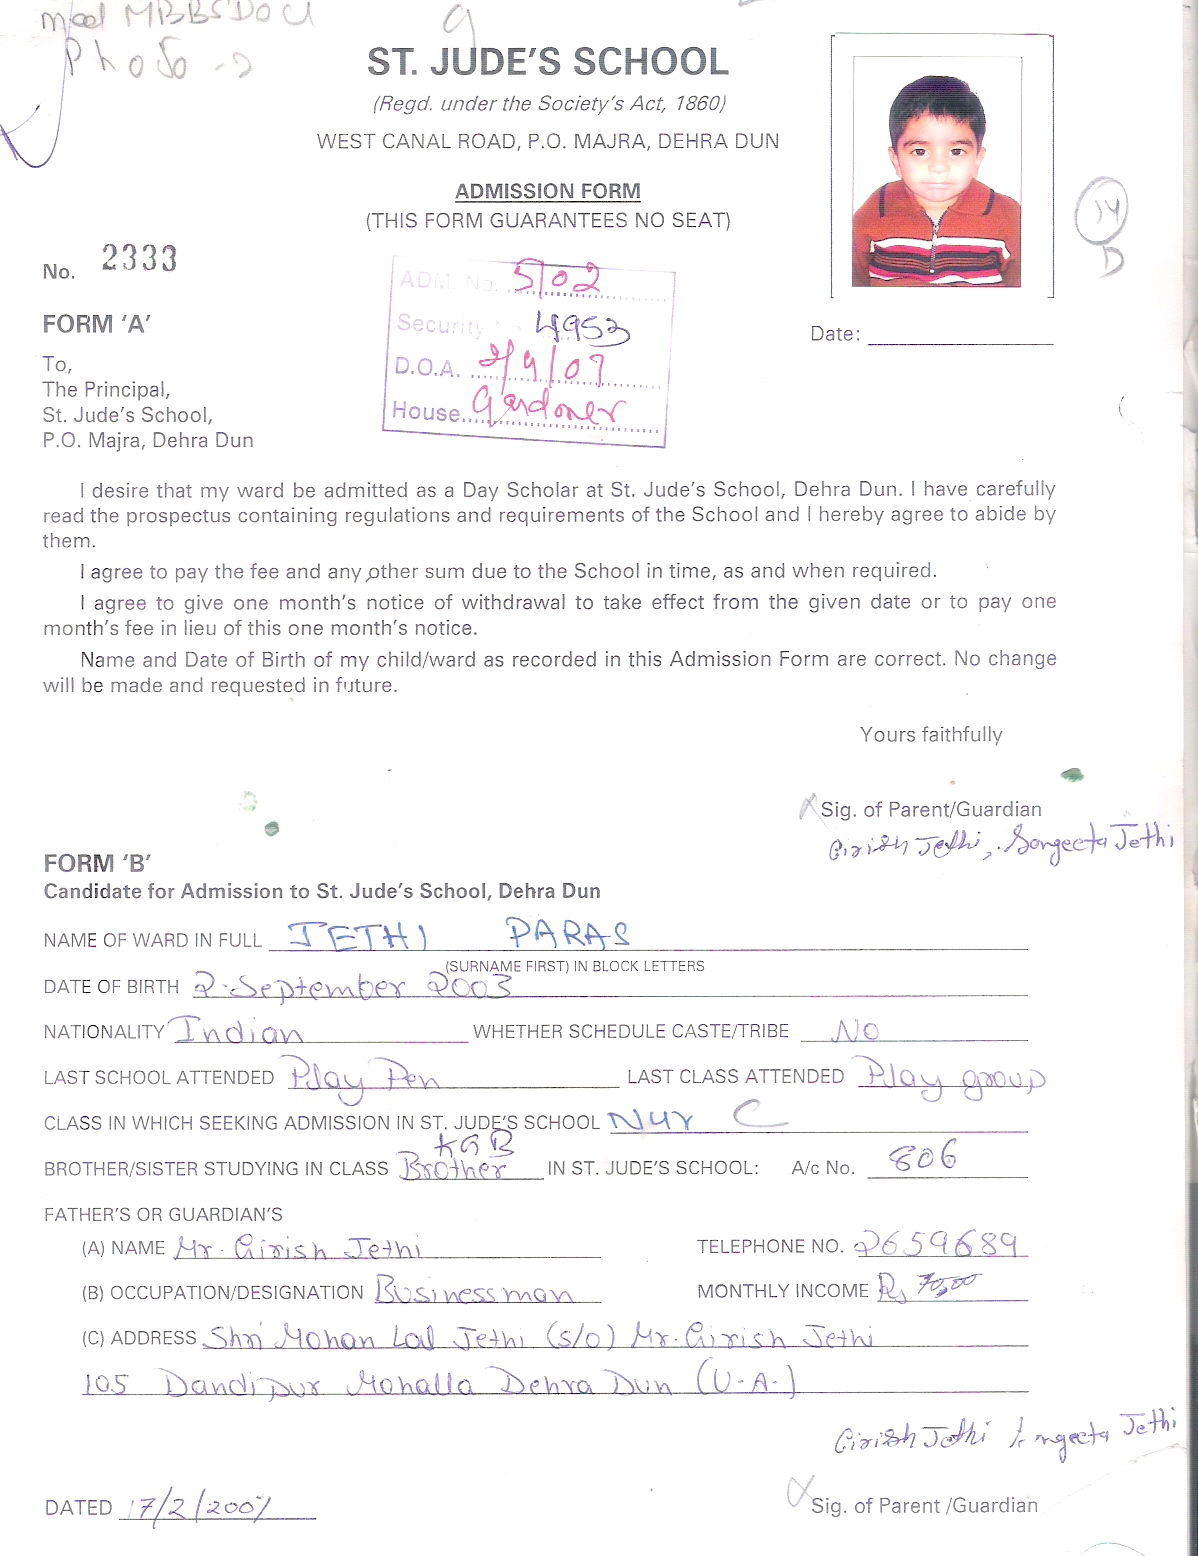 need MBBS DOCU
Photo - 2
9
ST. JUDE'S SCHOOL
(Regd. under the Society's Act, 1860)
WEST CANAL ROAD, P.O. MAJRA, DEHRA DUN
ADMISSION FORM
(THIS FORM GUARANTEES NO SEAT)
14
D
No. 2333
ADM. No. 5102
Security 4953
D.O.A. 2/9/07
House Gardner
FORM 'A'
Date:
To,
The Principal,
St. Jude's School,
P.O. Majra, Dehra Dun
I desire that my ward be admitted as a Day Scholar at St. Jude's School, Dehra Dun. I have carefully
read the prospectus containing regulations and requirements of the School and I hereby agree to abide by
them.
I agree to pay the fee and any other sum due to the School in time, as and when required.
I agree to give one month's notice of withdrawal to take effect from the given date or to pay one
month's fee in lieu of this one month's notice.
Name and Date of Birth of my child/ward as recorded in this Admission Form are correct. No change
will be made and requested in future.
Yours faithfully
Sig. of Parent/Guardian
Girish Jethi, Sangeeta Jethi
FORM 'B'
Candidate for Admission to St. Jude's School, Dehra Dun
NAME OF WARD IN FULL JETHI PARAS
(SURNAME FIRST) IN BLOCK LETTERS
DATE OF BIRTH 2-September 2003
NATIONALITY Indian WHETHER SCHEDULE CASTE/TRIBE NO
LAST SCHOOL ATTENDED Play Pen LAST CLASS ATTENDED Play group
CLASS IN WHICH SEEKING ADMISSION IN ST. JUDE'S SCHOOL Nur C
KG B
BROTHER/SISTER STUDYING IN CLASS Brother IN ST. JUDE'S SCHOOL: A/c No. 806
FATHER'S OR GUARDIAN'S
(A) NAME Mr. Girish Jethi TELEPHONE NO. 2659689
(B) OCCUPATION/DESIGNATION Businessman MONTHLY INCOME Rs
(C) ADDRESS Shri Mohan Lal Jethi (s/o) Mr. Girish Jethi
105 Dandipur Mohalla Dehra Dun (U.A.)
Girish Jethi Sangeeta Jethi
DATED 17/2/2007
Sig. of Parent /Guardian